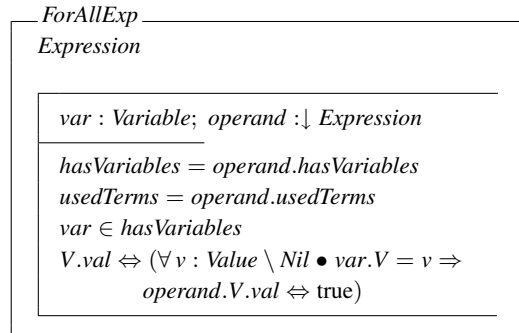 ForAllExp
Expression
var : Variable; operand :↓ Expression
hasVariables = operand.hasVariables
usedTerms = operand.usedTerms
var ∈ hasVariables
V.val ⇔ (∀ v : Value \ Nil • var.V = v ⇒
operand.V.val ⇔ true)